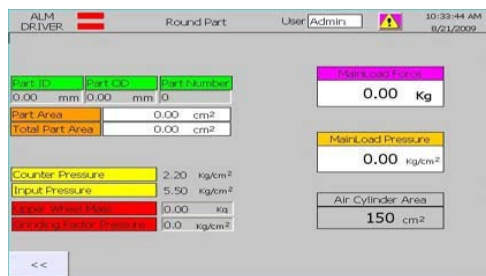 ALM DRIVER
Round Part
User Admin
10:33:44 AM
8/21/2009
Part ID Part OD Part Number
0.00 mm 0.00 mm 0
Part Area 0.00 cm2
Total Part Area 0.00 cm2
Counter Pressure 2.20 Kg/cm2
Input Pressure 5.50 Kg/cm2
Upper Wheel Mass 0.00 Kg
Grinding Factor Pressure 0.0 Kg/cm2
MainLoad Force
0.00 Kg
MainLoad Pressure
0.00 Kg/cm2
Air Cylinder Area
150 cm2
<<